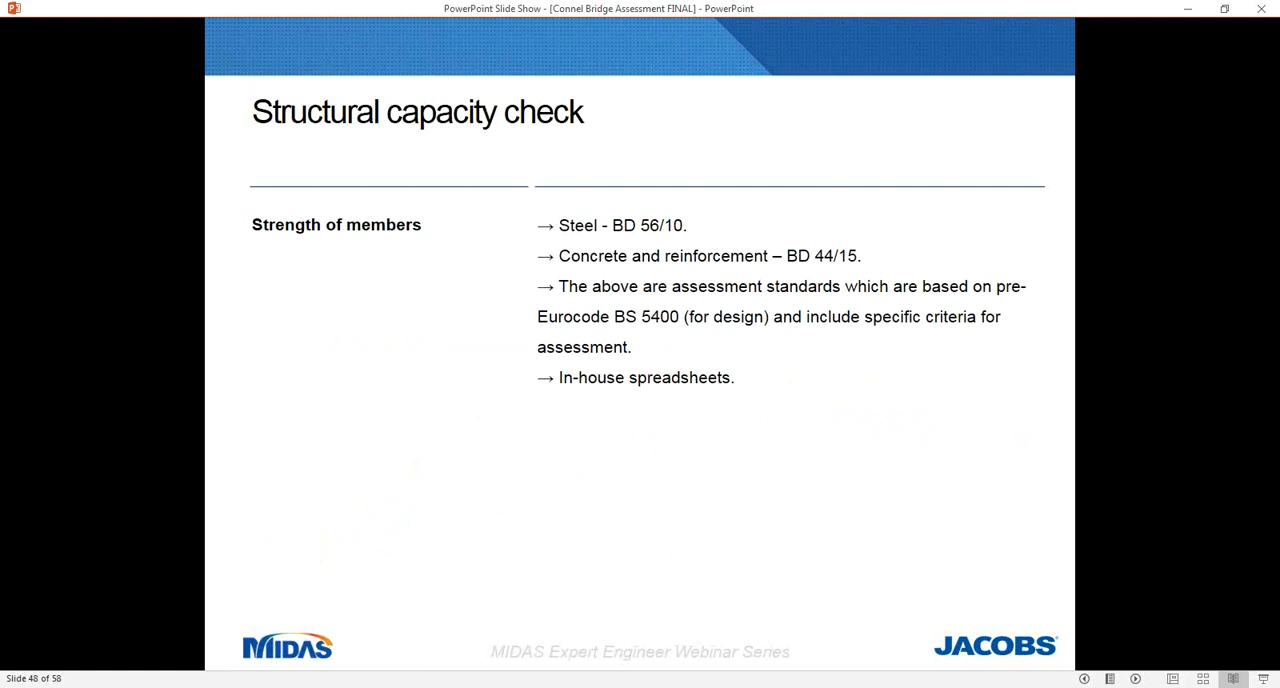 PowerPoint Slide Show - [Connel Bridge Assessment FINAL] - PowerPoint
Structural capacity check
Strength of members
→ Steel - BD 56/10.
→ Concrete and reinforcement – BD 44/15.
→ The above are assessment standards which are based on pre-
Eurocode BS 5400 (for design) and include specific criteria for
assessment.
→ In-house spreadsheets.
MIDAS
MIDAS Expert Engineer Webinar Series
JACOBS
Slide 48 of 58